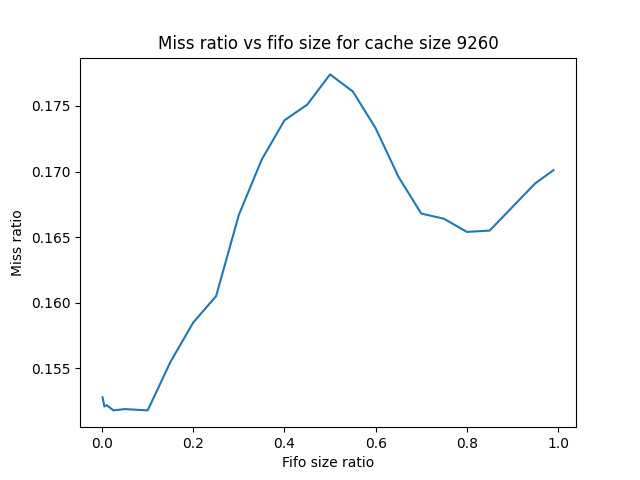 Miss ratio vs fifo size for cache size 9260
0.175
0.170
0.165
0.160
0.155
Miss ratio
0.0 0.2 0.4 0.6 0.8 1.0
Fifo size ratio